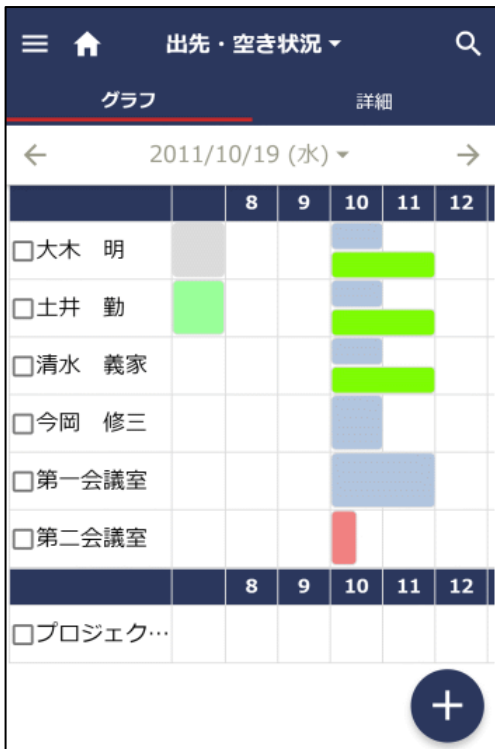 出先・空き状況
グラフ 詳細
2011/10/19 (水)
8 9 10 11 12
大木 明
土井 勤
清水 義家
今岡 修三
第一会議室
第二会議室
8 9 10 11 12
プロジェク…